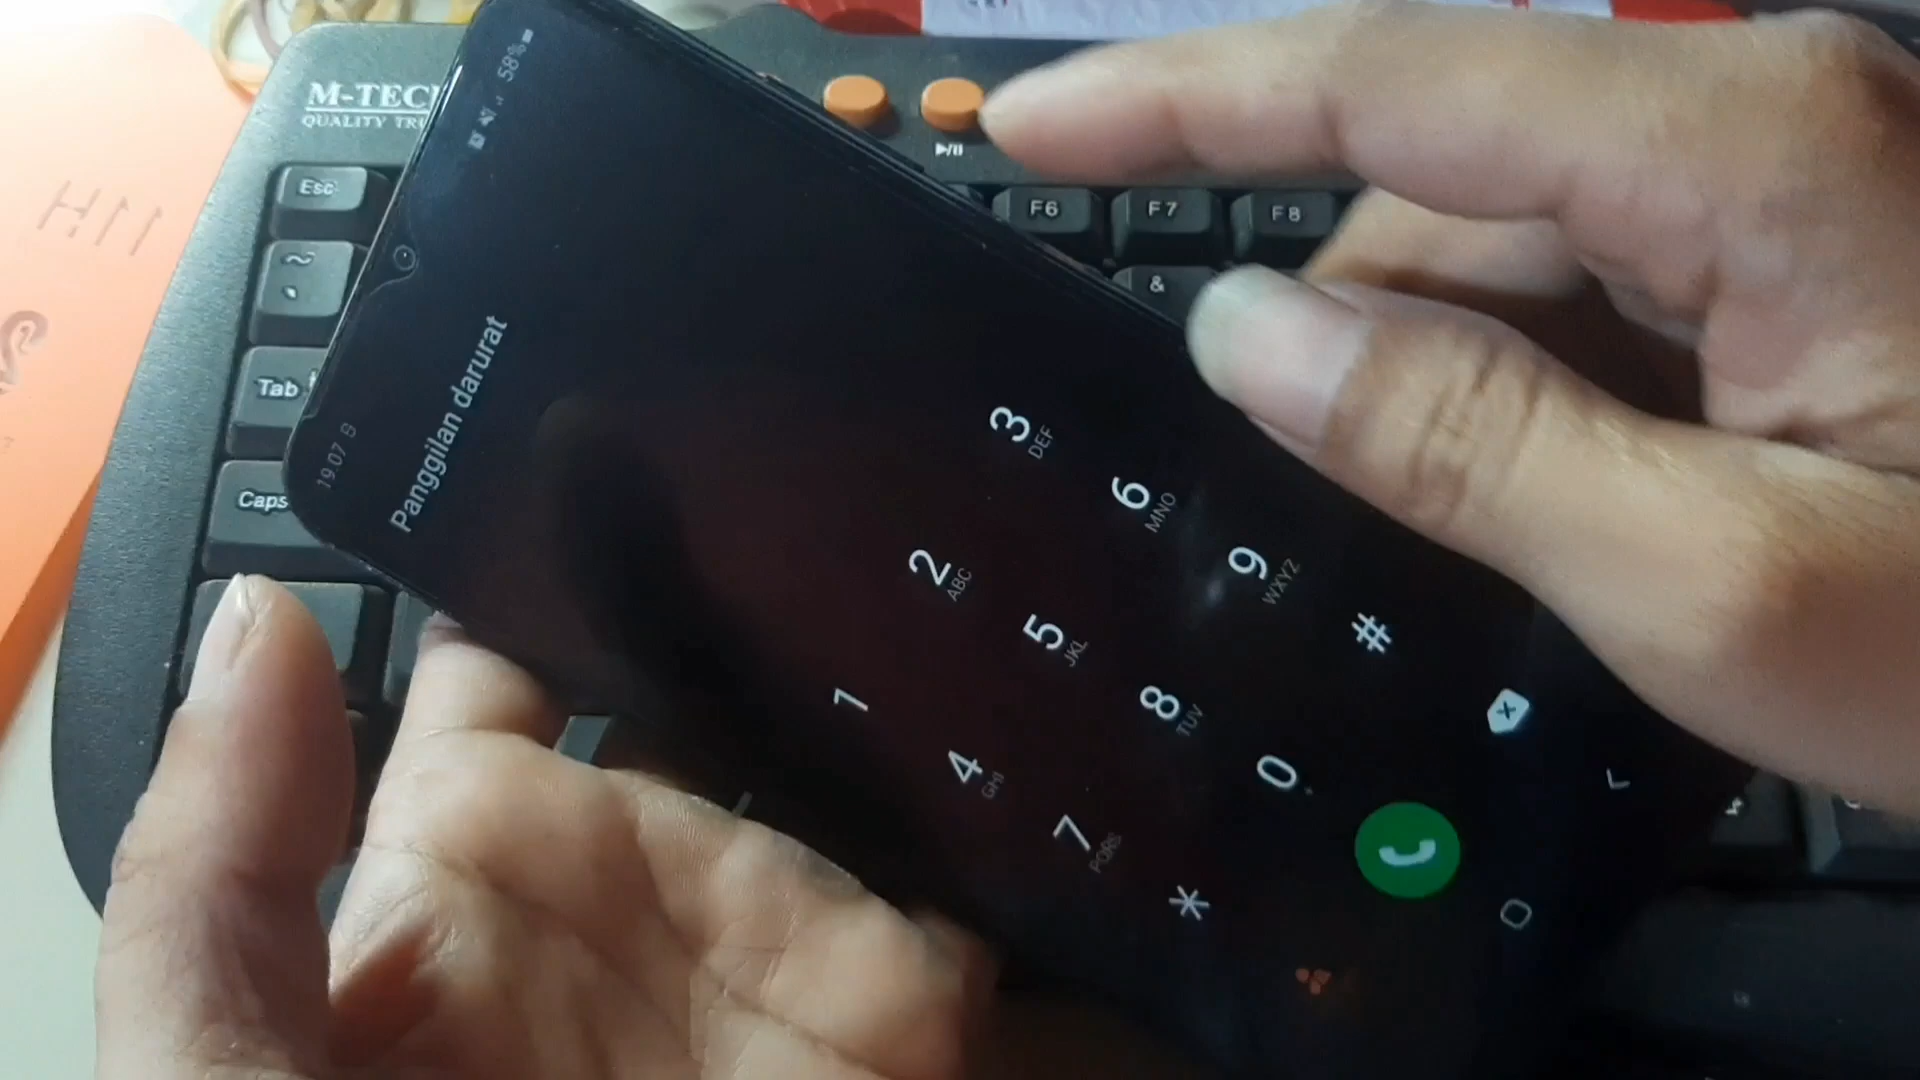 M-TECH
QUALITY TRU
Esc
~
Tab
Caps
F6
F7
F8
&
H11
58%
19.07
Panggilan darurat
1
2 ABC
3 DEF
4 GHI
5 JKL
6 MNO
7 PQRS
8 TUV
9 WXYZ
*
0 +
#